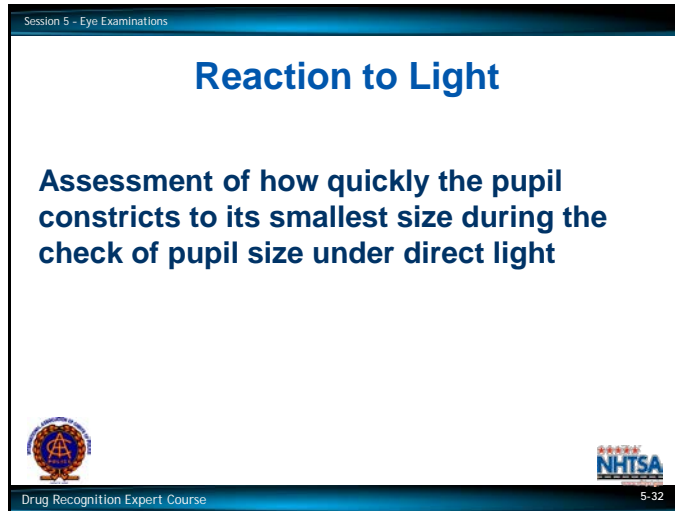 Session 5 - Eye Examinations
Reaction to Light
Assessment of how quickly the pupil
constricts to its smallest size during the
check of pupil size under direct light
NHTSA
Drug Recognition Expert Course
5-32